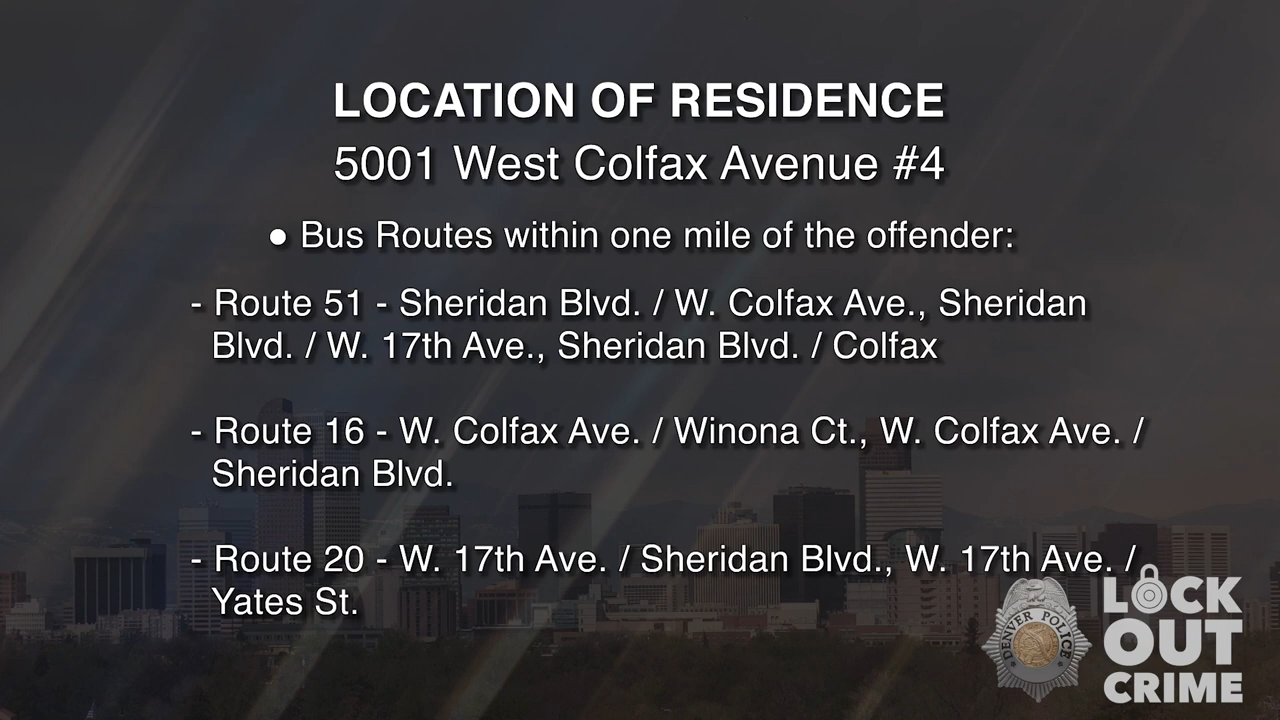 LOCATION OF RESIDENCE
5001 West Colfax Avenue #4
● Bus Routes within one mile of the offender:
- Route 51 - Sheridan Blvd. / W. Colfax Ave., Sheridan
Blvd. / W. 17th Ave., Sheridan Blvd. / Colfax
- Route 16 - W. Colfax Ave. / Winona Ct., W. Colfax Ave. /
Sheridan Blvd.
- Route 20 - W. 17th Ave. / Sheridan Blvd., W. 17th Ave. /
Yates St.
DENVER POLICE
LOCK
OUT
CRIME